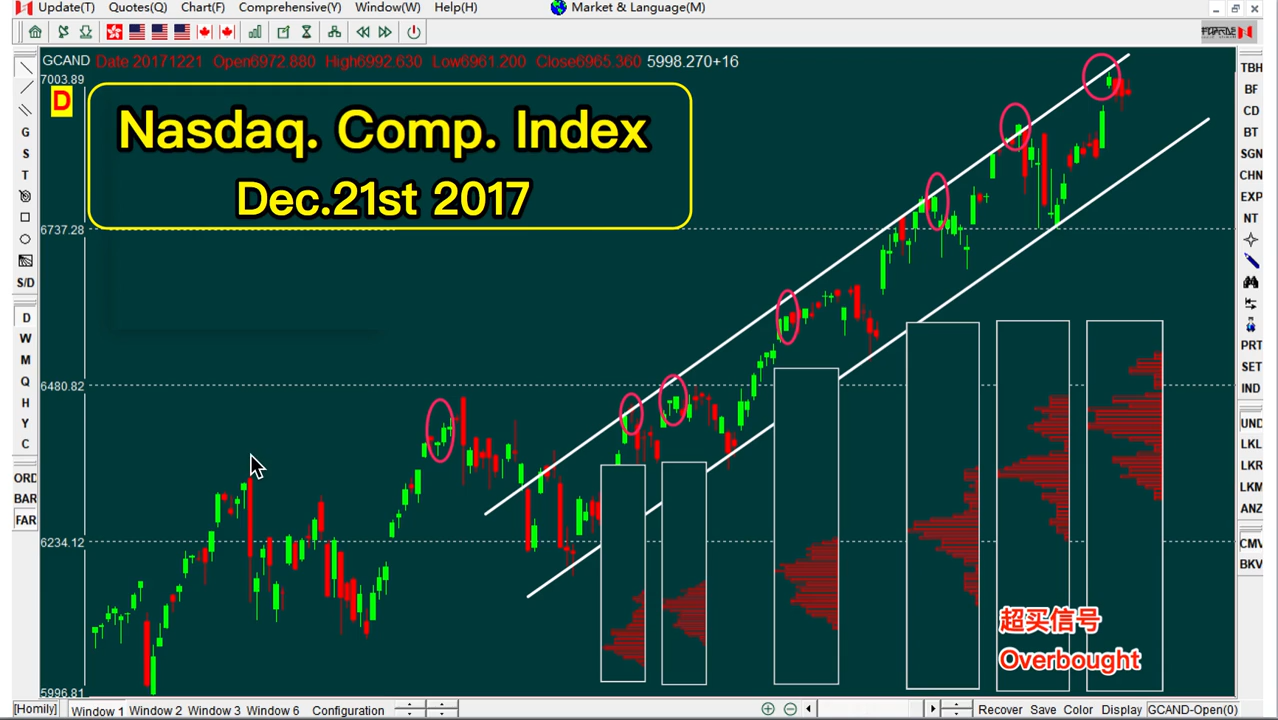 Update(T) Quotes(Q) Chart(F) Comprehensive(Y) Window(W) Help(H) Market & Language(M)
GCAND Date 20171221 Open6972.880 High6992.630 Low6961.200 Close6965.360 5998.270+16
7003.89
D
Nasdaq. Comp. Index
Dec.21st 2017
6737.28
6480.82
6234.12
5996.81
超买信号
Overbought
G
S
T
S/D
D
W
M
Q
H
Y
C
ORD
BAR
FAR
TBH
BF
CD
BT
SGN
CHN
EXP
NT
PRT
SET
IND
UND
LKL
LKR
LKM
ANZ
CMV
BKV
[Homily] Window 1 Window 2 Window 3 Window 6 Configuration Recover Save Color Display GCAND-Open(0)